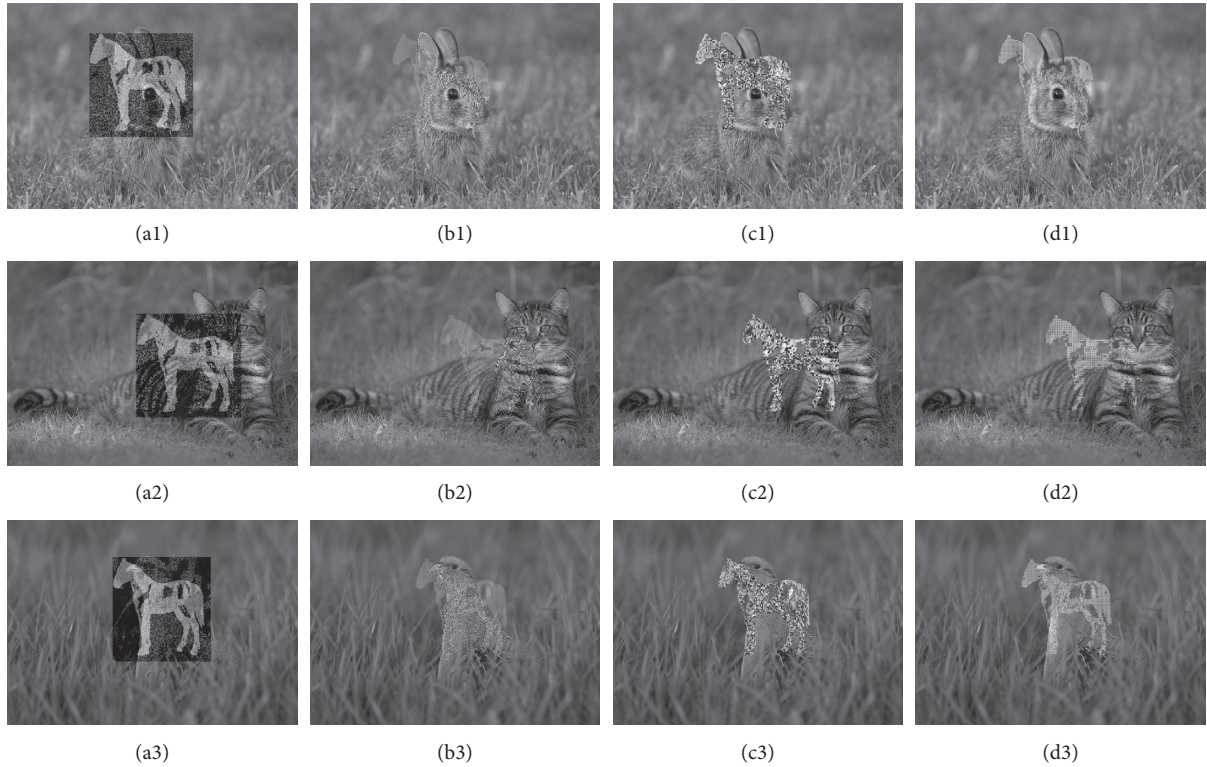 (a1) (b1) (c1) (d1)
(a2) (b2) (c2) (d2)
(a3) (b3) (c3) (d3)